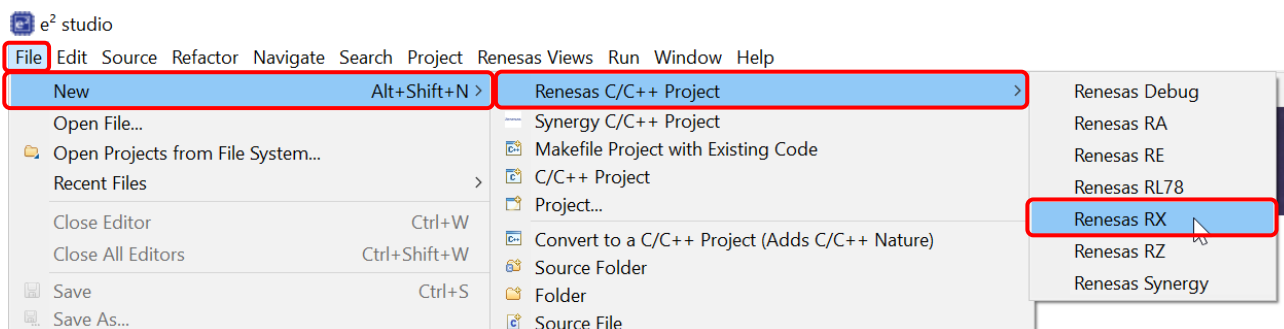 e² studio
File Edit Source Refactor Navigate Search Project Renesas Views Run Window Help
New Alt+Shift+N >
Open File...
Open Projects from File System...
Recent Files >
Close Editor Ctrl+W
Close All Editors Ctrl+Shift+W
Save Ctrl+S
Save As...
Renesas C/C++ Project >
Synergy C/C++ Project
Makefile Project with Existing Code
C/C++ Project
Project...
Convert to a C/C++ Project (Adds C/C++ Nature)
Source Folder
Folder
Source File
Renesas Debug
Renesas RA
Renesas RE
Renesas RL78
Renesas RX
Renesas RZ
Renesas Synergy